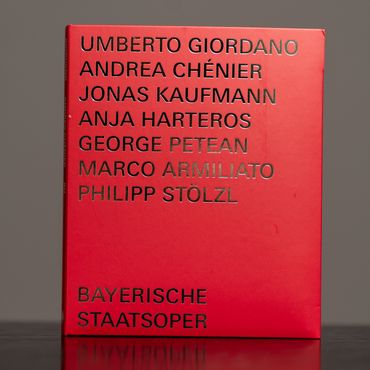 UMBERTO GIORDANO
ANDREA CHÉNIER
JONAS KAUFMANN
ANJA HARTEROS
GEORGE PETEAN
MARCO ARMILIATO
PHILIPP STÖLZL
BAYERISCHE
STAATSOPER